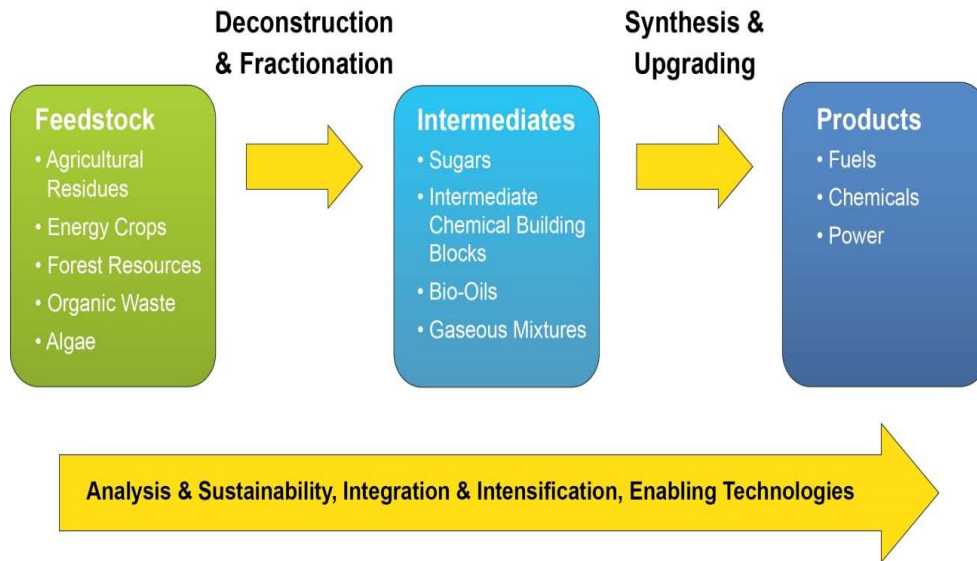 Deconstruction
& Fractionation
Synthesis &
Upgrading
Feedstock
• Agricultural
Residues
• Energy Crops
• Forest Resources
• Organic Waste
• Algae
Intermediates
• Sugars
• Intermediate
Chemical Building
Blocks
• Bio-Oils
• Gaseous Mixtures
Products
• Fuels
• Chemicals
• Power
Analysis & Sustainability, Integration & Intensification, Enabling Technologies